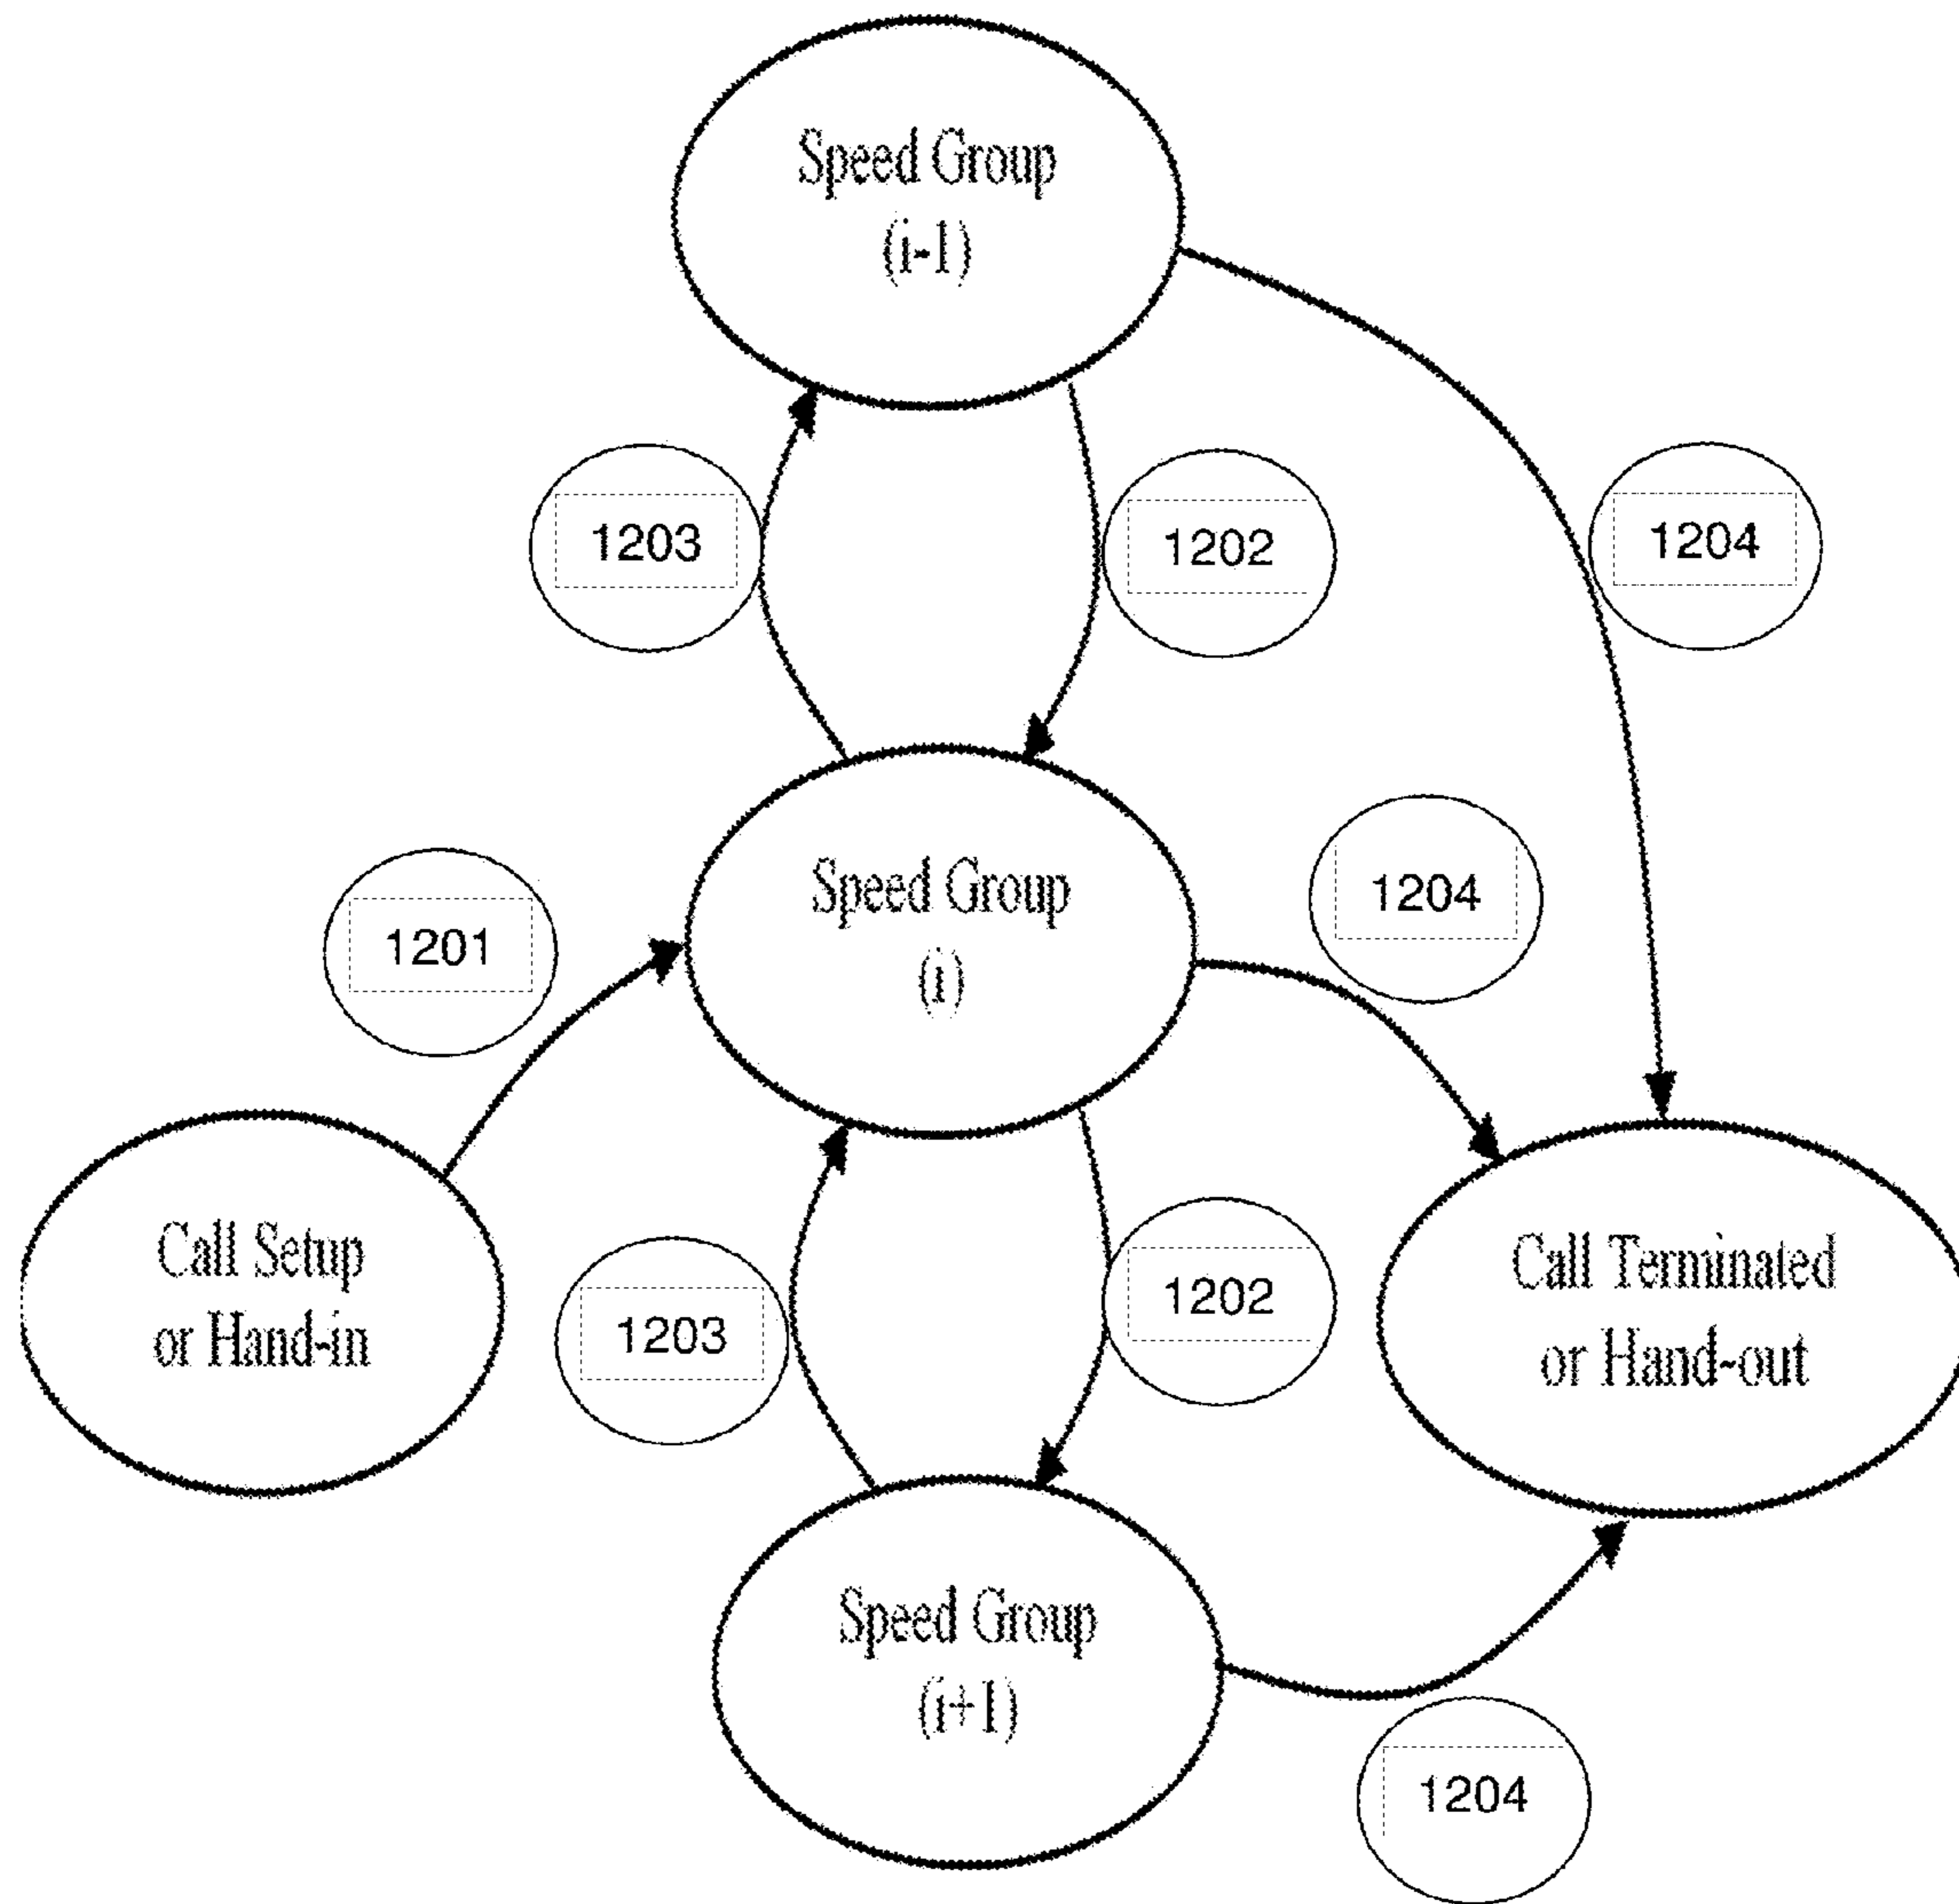 Speed Group
(i-1)
1203
1202
1204
Speed Group
(i)
1204
1201
Call Setup
or Hand-in
1203
1202
Call Terminated
or Hand-out
Speed Group
(i+1)
1204